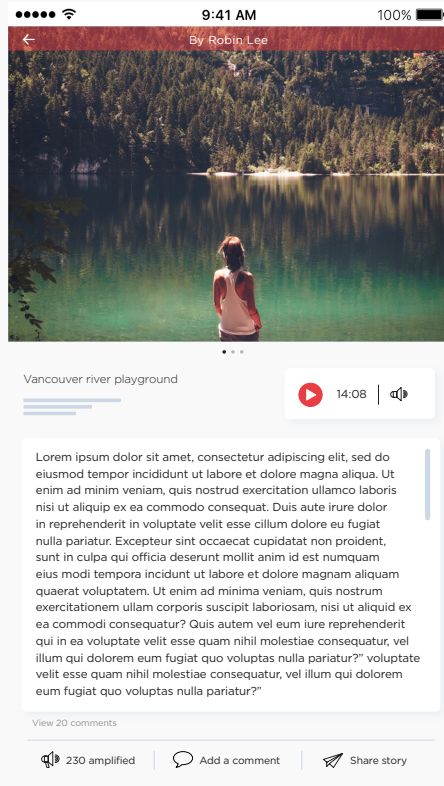 9:41 AM
100%
By Robin Lee
Vancouver river playground
14:08
Lorem ipsum dolor sit amet, consectetur adipiscing elit, sed do
eiusmod tempor incididunt ut labore et dolore magna aliqua. Ut
enim ad minim veniam, quis nostrud exercitation ullamco laboris
nisi ut aliquip ex ea commodo consequat. Duis aute irure dolor
in reprehenderit in voluptate velit esse cillum dolore eu fugiat
nulla pariatur. Excepteur sint occaecat cupidatat non proident,
sunt in culpa qui officia deserunt mollit anim id est numquam
eius modi tempora incidunt ut labore et dolore magnam aliquam
quaerat voluptatem. Ut enim ad minima veniam, quis nostrum
exercitationem ullam corporis suscipit laboriosam, nisi ut aliquid ex
ea commodi consequatur? Quis autem vel eum iure reprehenderit
qui in ea voluptate velit esse quam nihil molestiae consequatur, vel
illum qui dolorem eum fugiat quo voluptas nulla pariatur?” voluptate
velit esse quam nihil molestiae consequatur, vel illum qui dolorem
eum fugiat quo voluptas nulla pariatur?”
View 20 comments
230 amplified
Add a comment
Share story